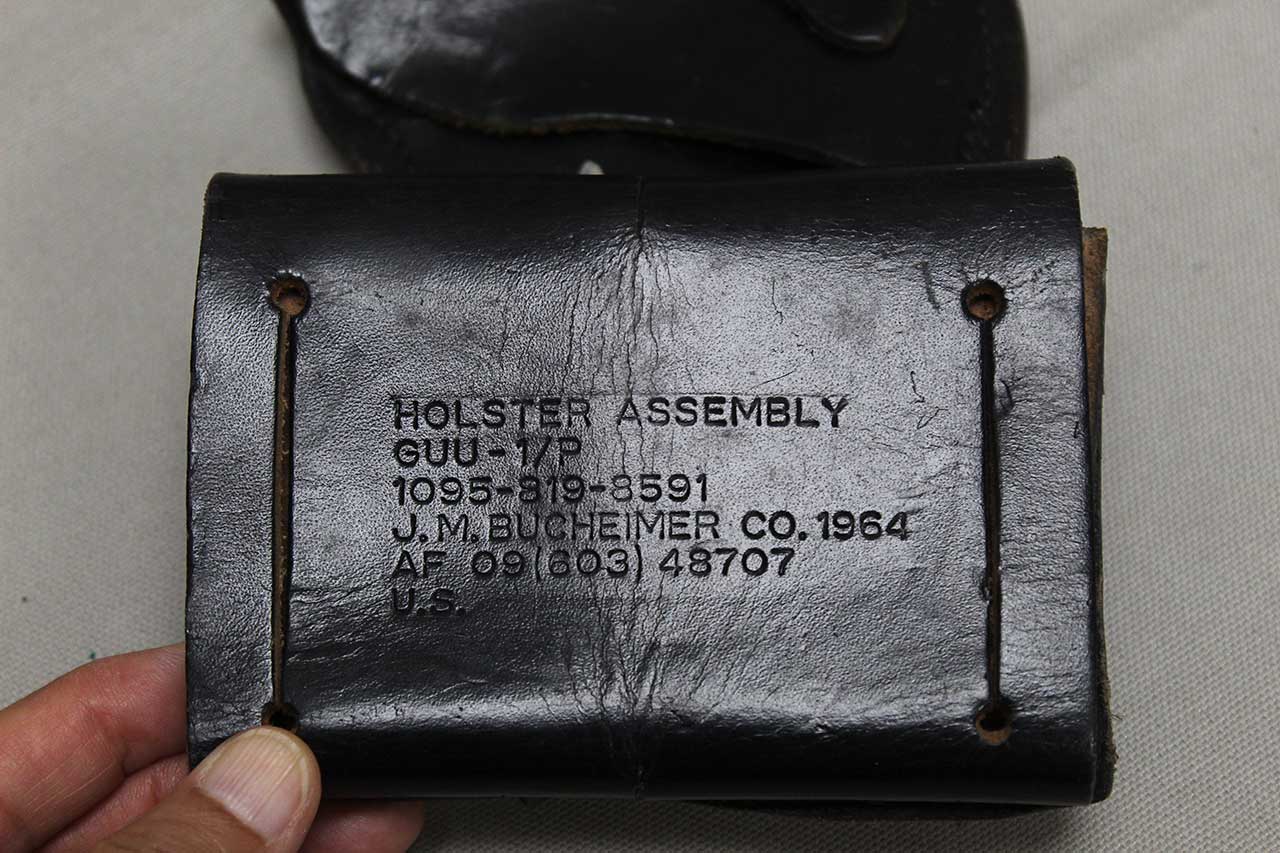 HOLSTER ASSEMBLY
GUU-1/P
1095-819-8591
J.M. BUCHEIMER CO. 1964
AF 09(603) 48707
U.S.